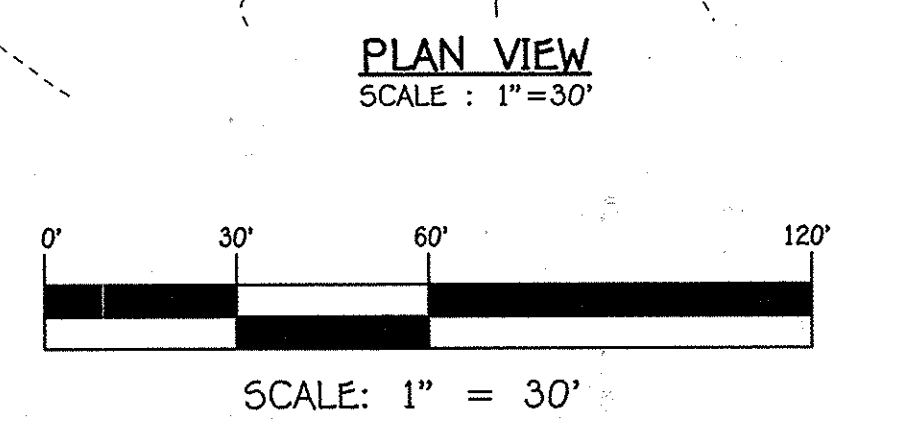 PLAN VIEW
SCALE : 1"=30'
0' 30' 60' 120'
SCALE: 1" = 30'